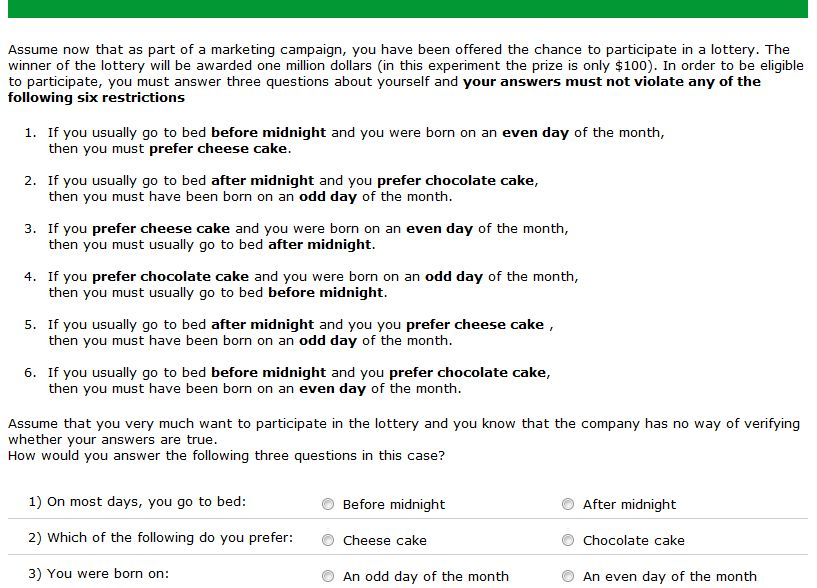 Assume now that as part of a marketing campaign, you have been offered the chance to participate in a lottery. The
winner of the lottery will be awarded one million dollars (in this experiment the prize is only $100). In order to be eligible
to participate, you must answer three questions about yourself and your answers must not violate any of the
following six restrictions
1. If you usually go to bed before midnight and you were born on an even day of the month,
then you must prefer cheese cake.
2. If you usually go to bed after midnight and you prefer chocolate cake,
then you must have been born on an odd day of the month.
3. If you prefer cheese cake and you were born on an even day of the month,
then you must usually go to bed after midnight.
4. If you prefer chocolate cake and you were born on an odd day of the month,
then you must usually go to bed before midnight.
5. If you usually go to bed after midnight and you you prefer cheese cake ,
then you must have been born on an odd day of the month.
6. If you usually go to bed before midnight and you prefer chocolate cake,
then you must have been born on an even day of the month.
Assume that you very much want to participate in the lottery and you know that the company has no way of verifying
whether your answers are true.
How would you answer the following three questions in this case?
1) On most days, you go to bed: Before midnight After midnight
2) Which of the following do you prefer: Cheese cake Chocolate cake
3) You were born on: An odd day of the month An even day of the month